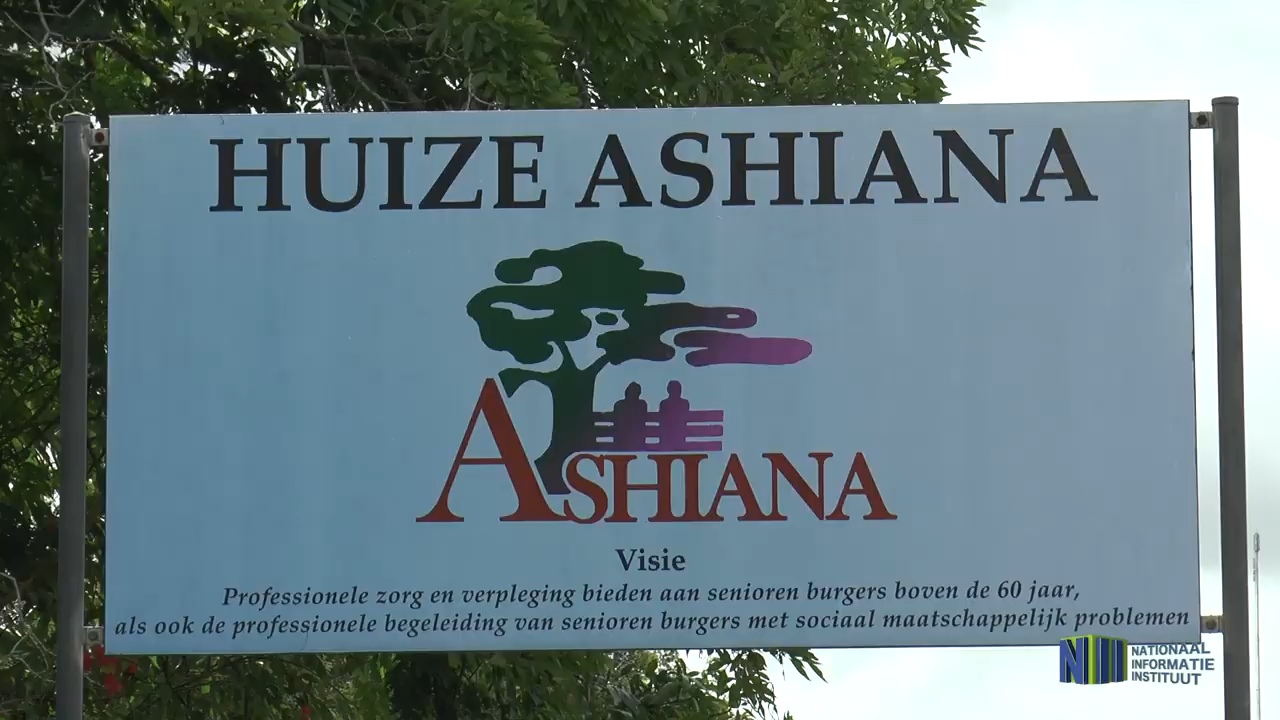 HUIZE ASHIANA
ASHIANA
Visie
Professionele zorg en verpleging bieden aan senioren burgers boven de 60 jaar,
als ook de professionele begeleiding van senioren burgers met sociaal maatschappelijk problemen
NII
NATIONAAL
INFORMATIE
INSTITUUT